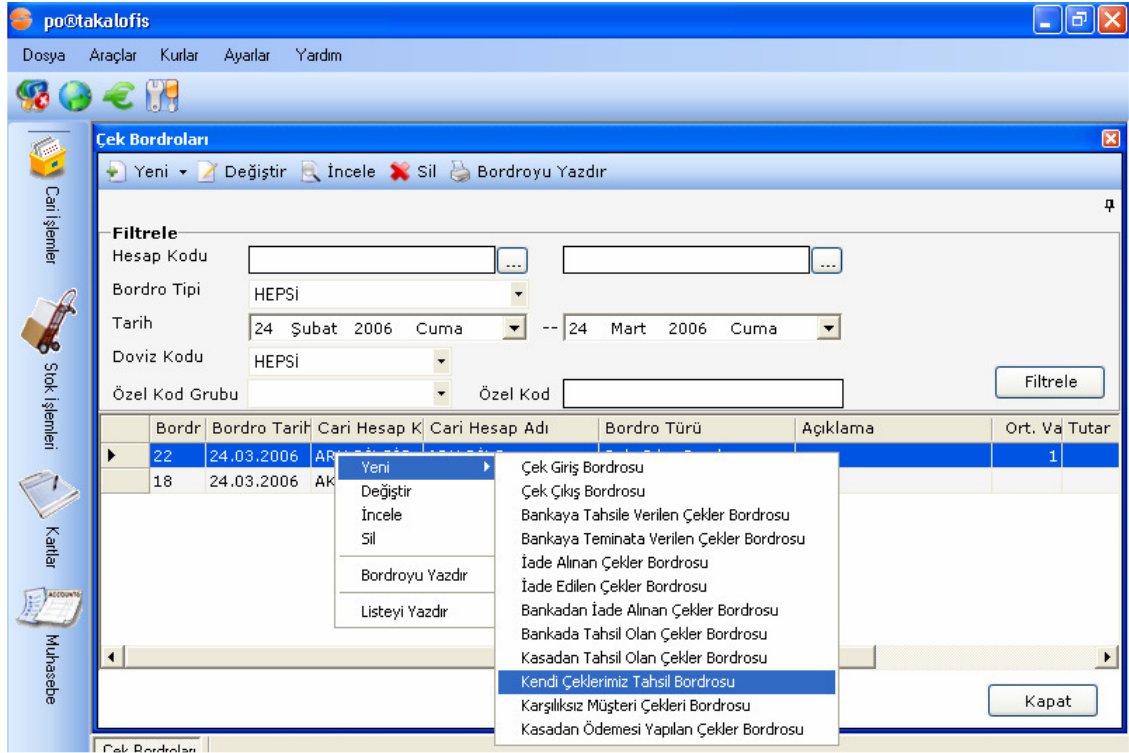 po®takalofis
Dosya Araçlar Kurlar Ayarlar Yardım
Çek Bordroları
Yeni Değiştir İncele Sil Bordroyu Yazdır
Filtrele
Hesap Kodu ... ...
Bordro Tipi HEPSİ
Tarih 24 Şubat 2006 Cuma -- 24 Mart 2006 Cuma
Doviz Kodu HEPSİ
Özel Kod Grubu Özel Kod
Filtrele
Bordr Bordro Tarih Cari Hesap K Cari Hesap Adı Bordro Türü Açıklama Ort. Va Tutar
22 24.03.2006 1
18 24.03.2006 AK
Yeni
Değiştir
İncele
Sil
Bordroyu Yazdır
Listeyi Yazdır
Çek Giriş Bordrosu
Çek Çıkış Bordrosu
Bankaya Tahsile Verilen Çekler Bordrosu
Bankaya Teminata Verilen Çekler Bordrosu
İade Alınan Çekler Bordrosu
İade Edilen Çekler Bordrosu
Bankadan İade Alınan Çekler Bordrosu
Bankada Tahsil Olan Çekler Bordrosu
Kasadan Tahsil Olan Çekler Bordrosu
Kendi Çeklerimiz Tahsil Bordrosu
Karşılıksız Müşteri Çekleri Bordrosu
Kasadan Ödemesi Yapılan Çekler Bordrosu
Kapat
Cari İşlemler
Stok İşlemleri
Kartlar
ACCOUNTS
Muhasebe
Çek Bordroları